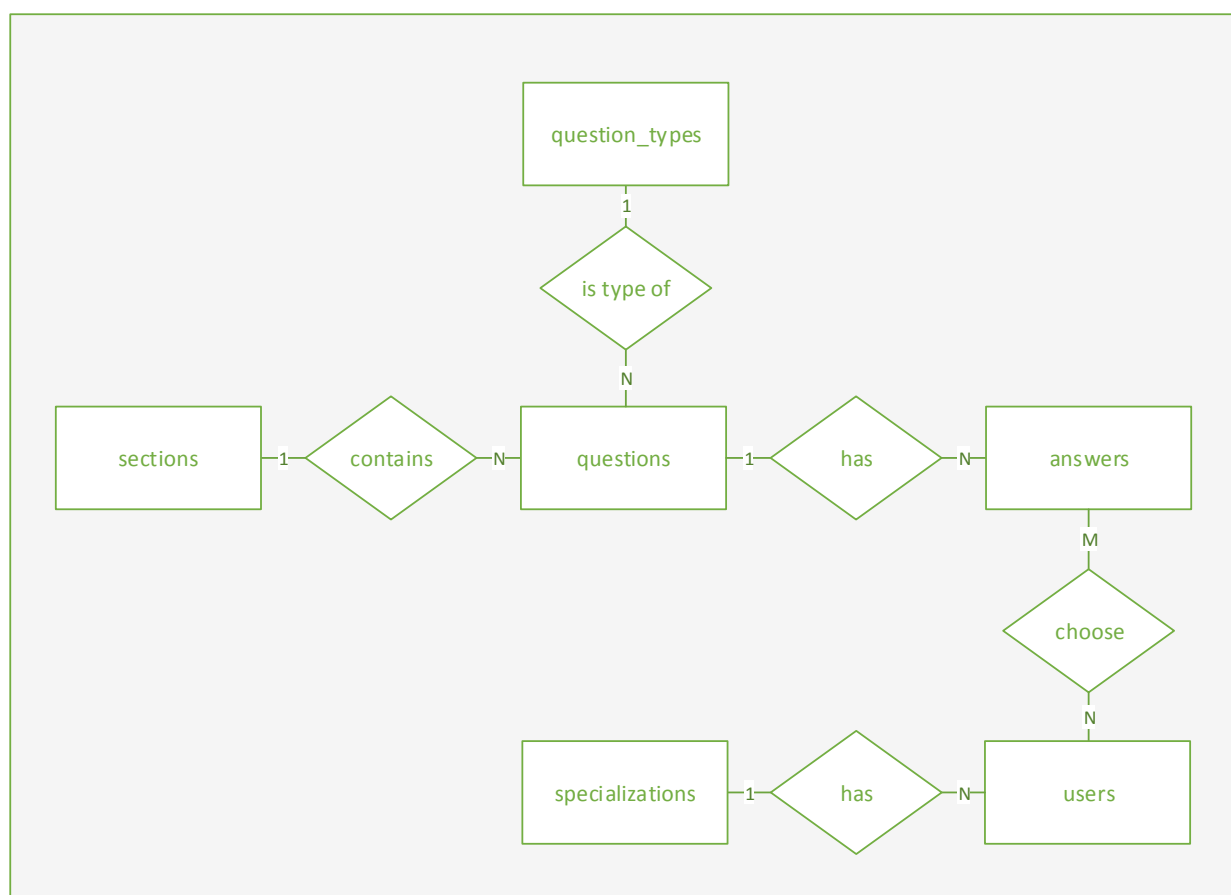 question_types
1
is type of
N
sections
1
contains
N
questions
1
has
N
answers
M
choose
N
specializations
1
has
N
users